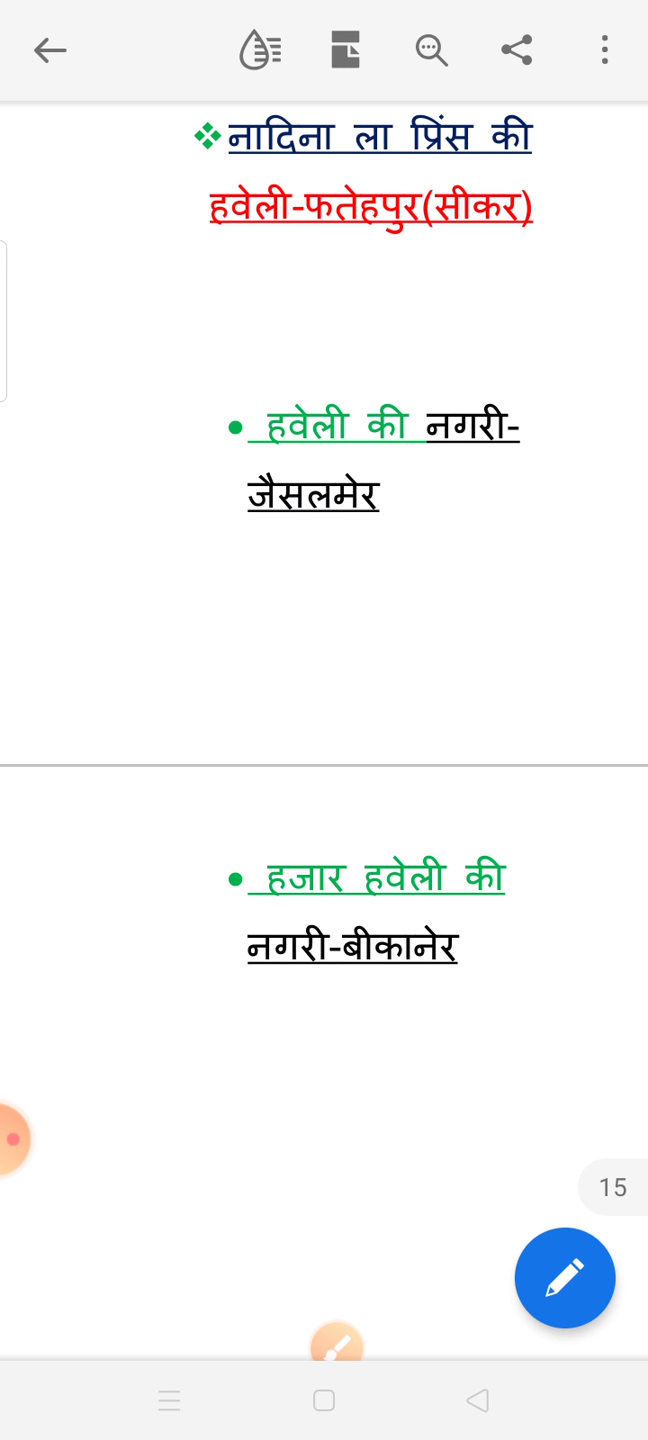 नादिना ला प्रिंस की
हवेली-फतेहपुर(सीकर)
हवेली की नगरी-
जैसलमेर
हजार हवेली की
नगरी-बीकानेर
15